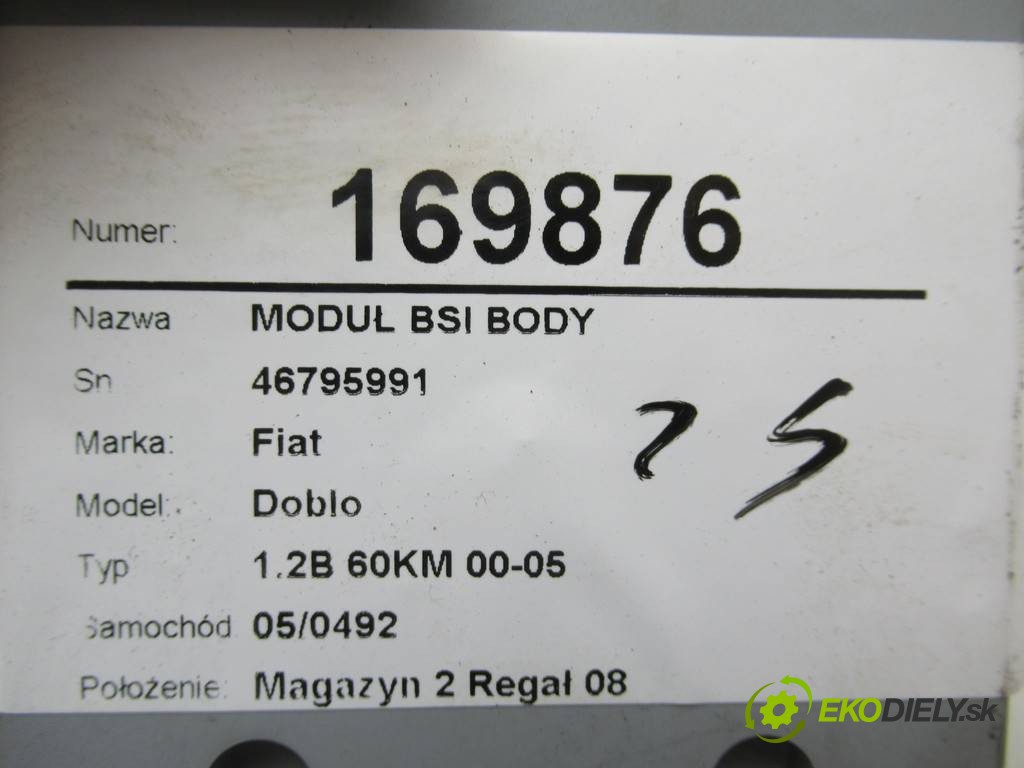 Numer: 169876
Nazwa MODUŁ BSI BODY
Sn 46795991
Marka: Fiat
Model: Doblo
Typ 1.2B 60KM 00-05
Samochód 05/0492
Położenie: Magazyn 2 Regał 08
EKODIELY.sk